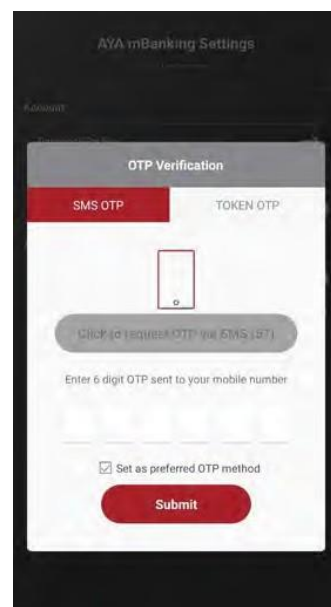 AYA mBanking Settings
Account
OTP Verification
SMS OTP
TOKEN OTP
Click to request OTP via SMS (57)
Enter 6 digit OTP sent to your mobile number
Set as preferred OTP method
Submit